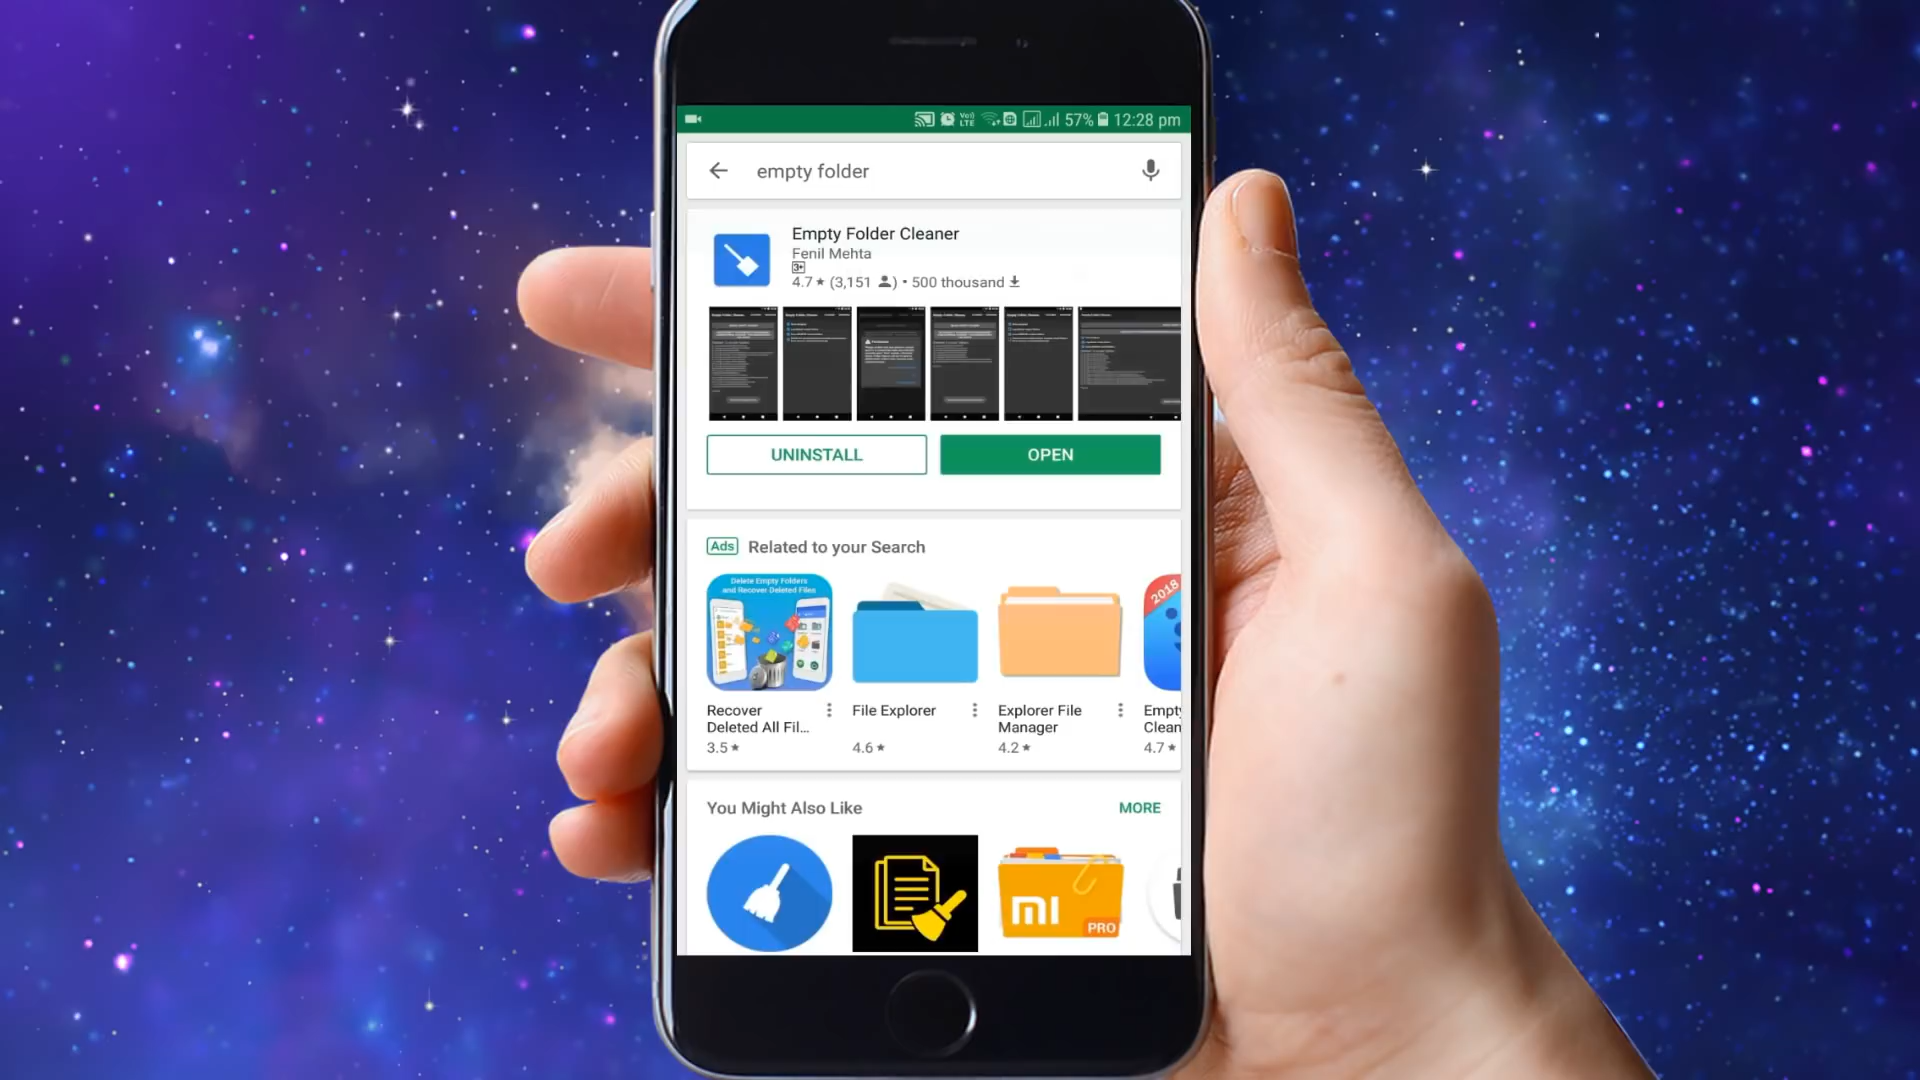 VoJ) LTE 57% 12:28 pm
empty folder
Empty Folder Cleaner
Fenil Mehta
3+
4.7★ (3,151) • 500 thousand
UNINSTALL
OPEN
Ads Related to your Search
Delete Empty Folders
and Recover Deleted Files
2018
Recover
Deleted All Fil...
3.5★
File Explorer
4.6★
Explorer File
Manager
4.2★
Empty
Clean
4.7★
You Might Also Like
MORE
mi
PRO